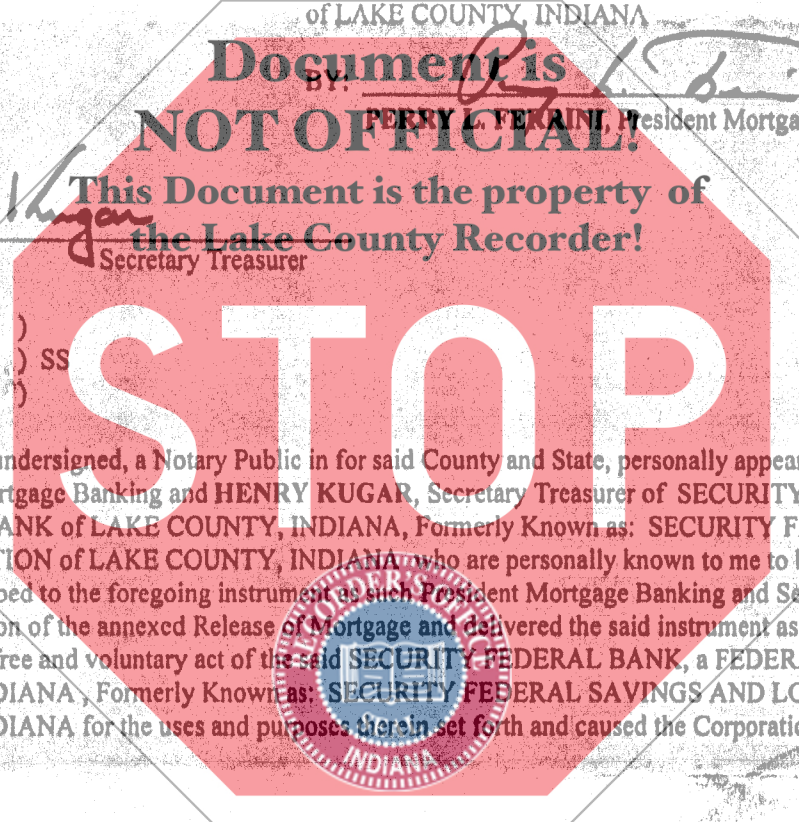 of LAKE COUNTY, INDIANA
Document is
BY:
NOT OFFICIAL!
PERRY L. FERRINI, President Mortga
This Document is the property of
Kugar
the Lake County Recorder!
Secretary Treasurer
)
) SS
)
STOP
undersigned, a Notary Public in for said County and State, personally appear
rtgage Banking and HENRY KUGAR, Secretary Treasurer of SECURITY
ANK of LAKE COUNTY, INDIANA, Formerly Known as: SECURITY F
TION of LAKE COUNTY, INDIANA who are personally known to me to b
bed to the foregoing instrument as such President Mortgage Banking and Se
on of the annexed Release of Mortgage and delivered the said instrument as
free and voluntary act of the said SECURITY FEDERAL BANK, a FEDER
DIANA , Formerly Known as: SECURITY FEDERAL SAVINGS AND LO
DIANA for the uses and purposes therein set forth and caused the Corporatio
RECORDER'S OFFICE
INDIANA